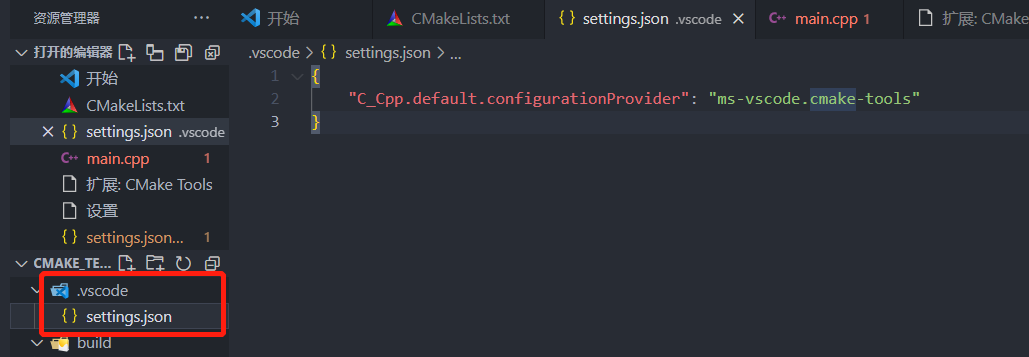 资源管理器 ···
开始 CMakeLists.txt settings.json .vscode main.cpp 1 扩展: CMake
打开的编辑器
.vscode > settings.json > ...
开始
CMakeLists.txt
settings.json .vscode
main.cpp 1
扩展: CMake Tools
设置
settings.json... 1
CMAKE_TE...
.vscode
settings.json
build
1 {
2 "C_Cpp.default.configurationProvider": "ms-vscode.cmake-tools"
3 }